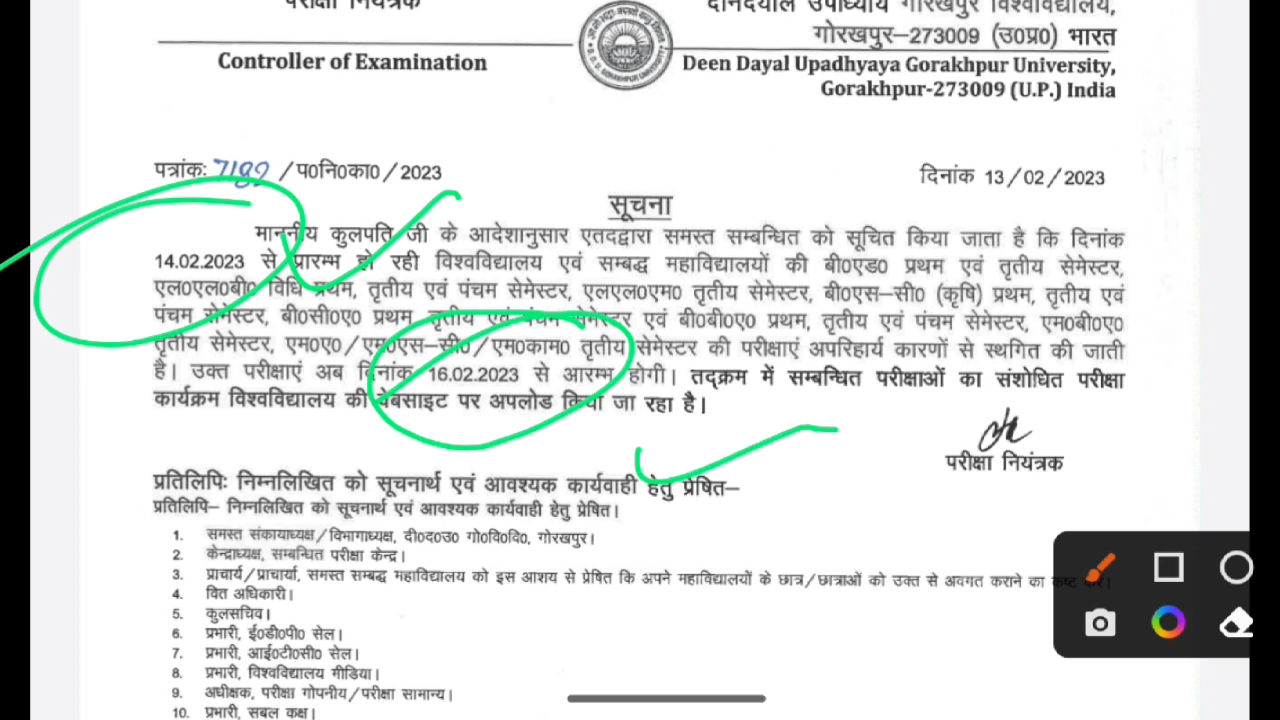 परीक्षा नियंत्रक
दीनदयाल उपाध्याय गोरखपुर विश्वविद्यालय,
गोरखपुर–273009 (उ0प्र0) भारत
Controller of Examination
Deen Dayal Upadhyaya Gorakhpur University,
Gorakhpur-273009 (U.P.) India
पत्रांकः /प0नि0का0/2023
दिनांक 13/02/2023
सूचना
माननीय कुलपति जी के आदेशानुसार एतदद्वारा समस्त सम्बन्धित को सूचित किया जाता है कि दिनांक
14.02.2023 से प्रारम्भ हो रही विश्वविद्यालय एवं सम्बद्ध महाविद्यालयों की बी0एड0 प्रथम एवं तृतीय सेमेस्टर,
एल0एल0बी0 विधि प्रथम, तृतीय एवं पंचम सेमेस्टर, एलएल0एम0 तृतीय सेमेस्टर, बी0एस–सी0 (कृषि) प्रथम, तृतीय एवं
पंचम सेमेस्टर, बी0सी0ए0 प्रथम, तृतीय एवं पंचम सेमेस्टर एवं बी0बी0ए0 प्रथम, तृतीय एवं पंचम सेमेस्टर, एम0बी0ए0
तृतीय सेमेस्टर, एम0ए0/एम0एस–सी0/एम0काम0 तृतीय सेमेस्टर की परीक्षाएं अपरिहार्य कारणों से स्थगित की जाती
है। उक्त परीक्षाएं अब दिनांक 16.02.2023 से आरम्भ होगी। तद्क्रम में सम्बन्धित परीक्षाओं का संशोधित परीक्षा
कार्यक्रम विश्वविद्यालय की वेबसाइट पर अपलोड किया जा रहा है।
परीक्षा नियंत्रक
प्रतिलिपिः निम्नलिखित को सूचनार्थ एवं आवश्यक कार्यवाही हेतु प्रेषित–
प्रतिलिपि– निम्नलिखित को सूचनार्थ एवं आवश्यक कार्यवाही हेतु प्रेषित।
1. समस्त संकायाध्यक्ष/विभागाध्यक्ष, दी0द0उ0 गो0वि0वि0, गोरखपुर।
2. केन्द्राध्यक्ष, सम्बन्धित परीक्षा केन्द्र।
3. प्राचार्य/प्राचार्या, समस्त सम्बद्ध महाविद्यालय को इस आशय से प्रेषित कि अपने महाविद्यालयों के छात्र/छात्राओं को उक्त से अवगत कराने का कष्ट करें।
4. वित अधिकारी।
5. कुलसचिव।
6. प्रभारी, ई0डी0पी0 सेल।
7. प्रभारी, आई0टी0सी0 सेल।
8. प्रभारी, विश्वविद्यालय मीडिया।
9. अधीक्षक, परीक्षा गोपनीय/परीक्षा सामान्य।
10. प्रभारी, सबल कक्ष।